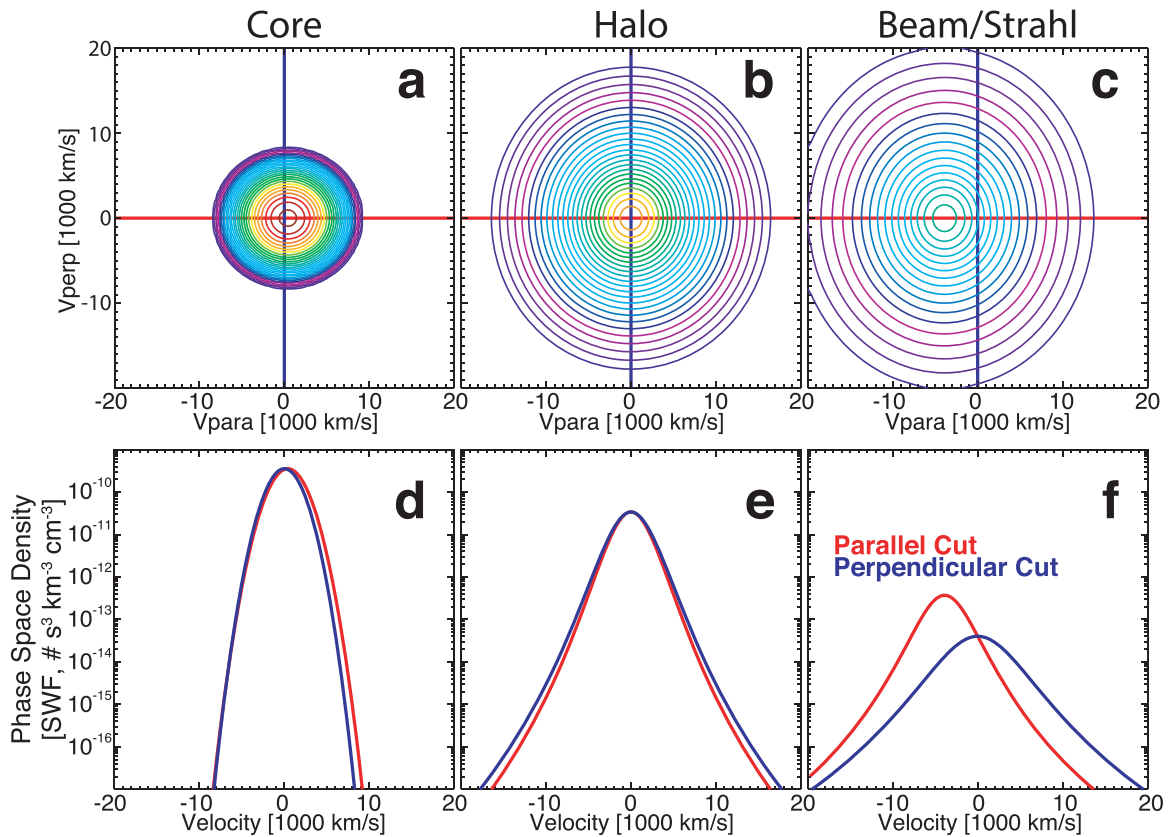 Core Halo Beam/Strahl
a b c
20
10
0
-10
Vperp [1000 km/s]
-20 -10 0 10 20 -10 0 10 20 -10 0 10 20
Vpara [1000 km/s] Vpara [1000 km/s] Vpara [1000 km/s]
d e f
10-10
10-11
10-12
10-13
10-14
10-15
10-16
Phase Space Density
[SWF, # s³ km-³ cm-³]
Parallel Cut
Perpendicular Cut
-20 -10 0 10 -20 -10 0 10 -20 -10 0 10 20
Velocity [1000 km/s] Velocity [1000 km/s] Velocity [1000 km/s]